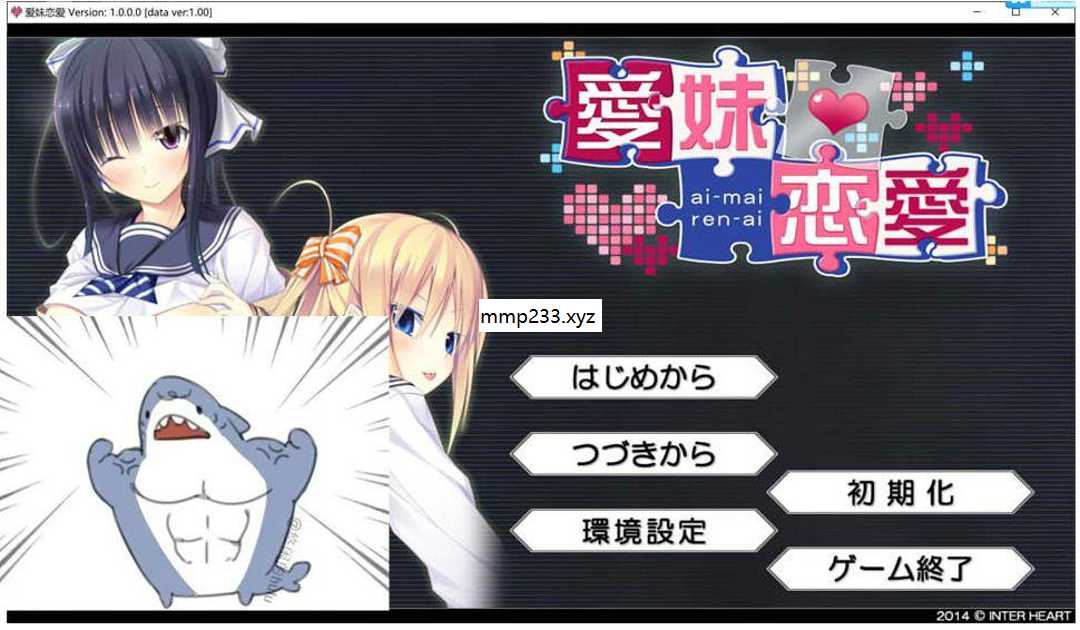 爱妹恋爱 Version: 1.0.0.0 [data ver:1.00]
愛妹
恋愛
ai-mai
ren-ai
mmp233.xyz
はじめから
つづきから
初期化
環境設定
ゲーム終了
2014 © INTER HEART